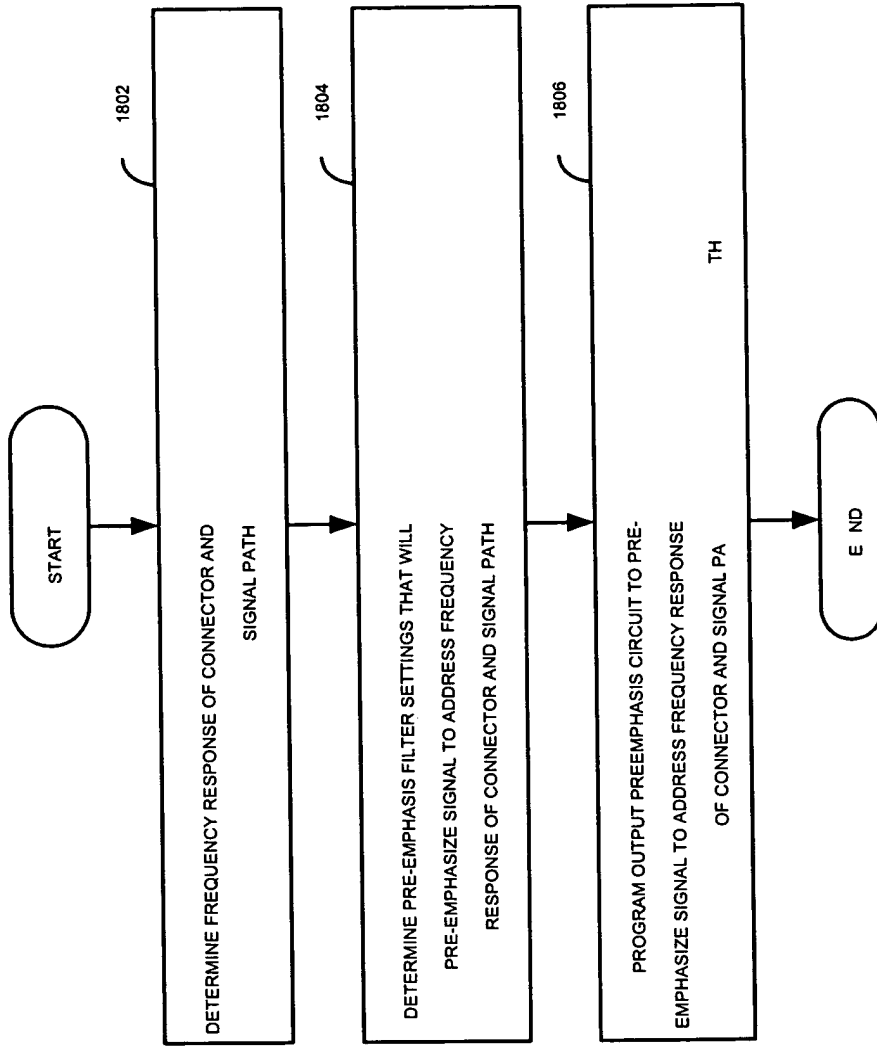 START
1802
DETERMINE FREQUENCY RESPONSE OF CONNECTOR AND
SIGNAL PATH
1804
DETERMINE PRE-EMPHASIS FILTER SETTINGS THAT WILL
PRE-EMPHASIZE SIGNAL TO ADDRESS FREQUENCY
RESPONSE OF CONNECTOR AND SIGNAL PATH
1806
PROGRAM OUTPUT PREEMPHASIS CIRCUIT TO PRE-
EMPHASIZE SIGNAL TO ADDRESS FREQUENCY RESPONSE
OF CONNECTOR AND SIGNAL PA TH
E ND